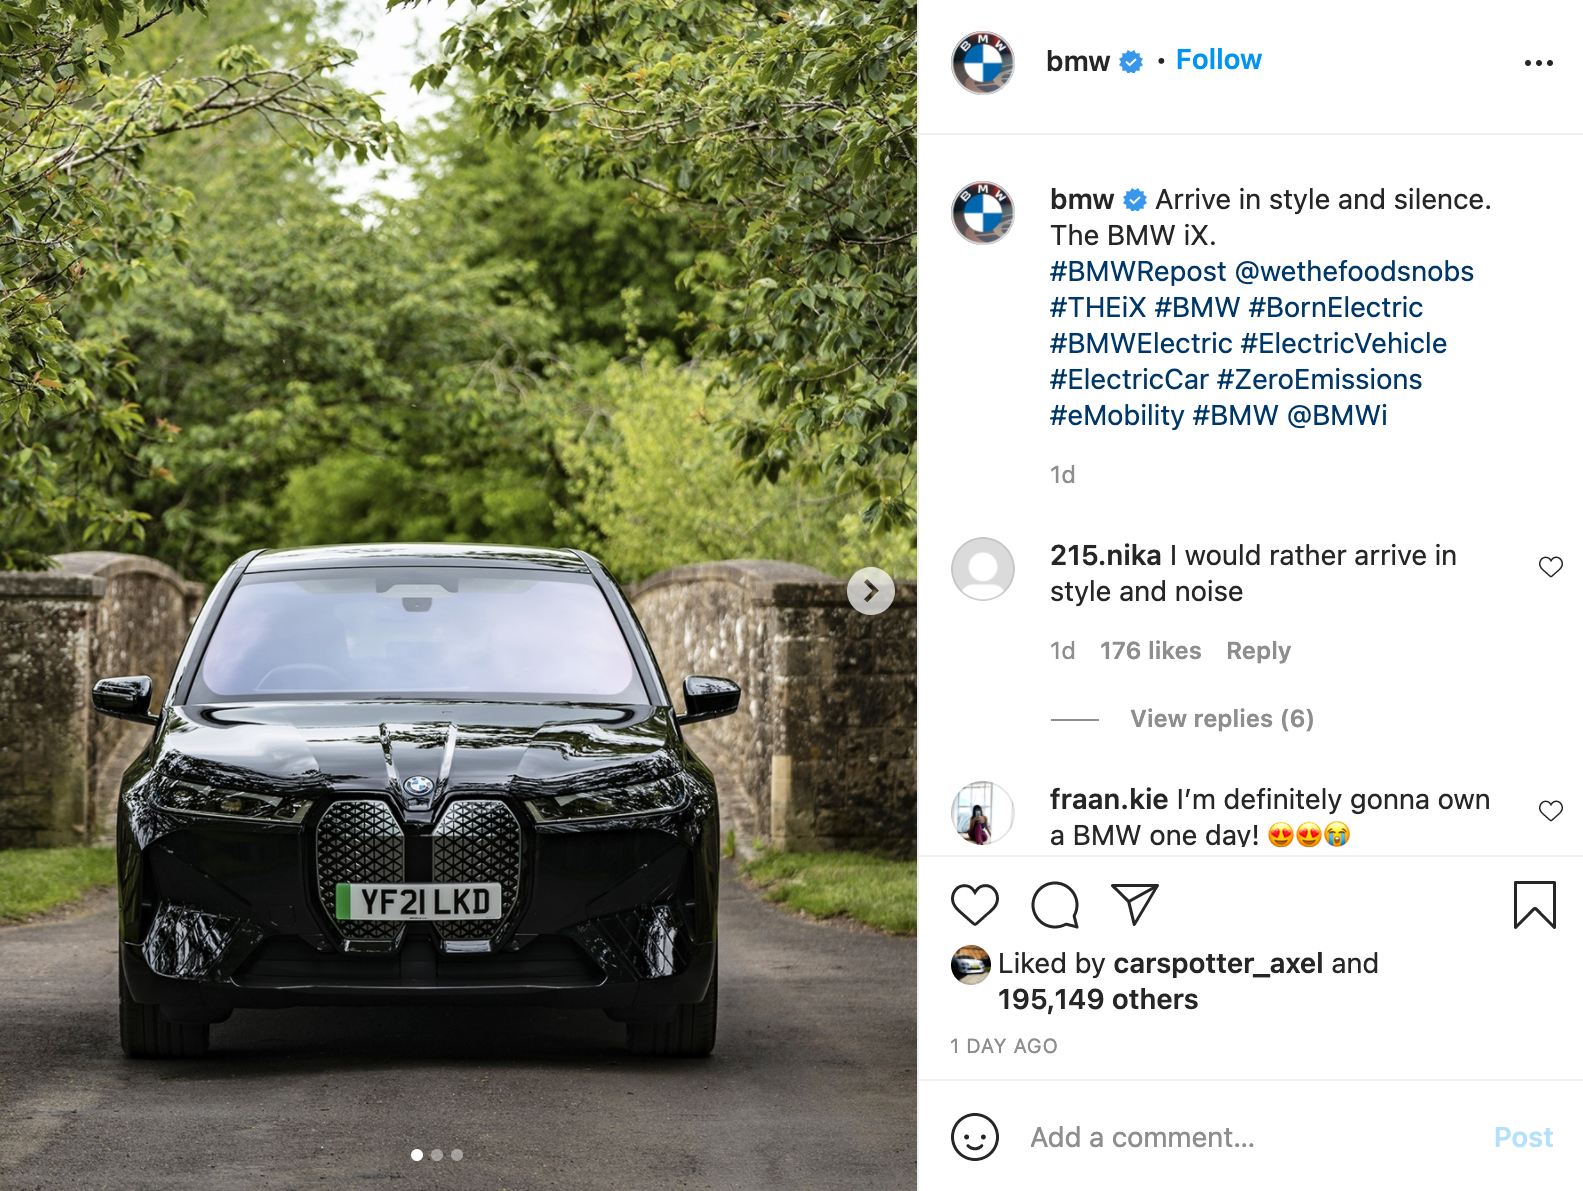 YF21 LKD
bmw • Follow
bmw Arrive in style and silence.
The BMW iX.
#BMWRepost @wethefoodsnobs
#THEiX #BMW #BornElectric
#BMWElectric #ElectricVehicle
#ElectricCar #ZeroEmissions
#eMobility #BMW @BMWi
1d
215.nika I would rather arrive in
style and noise
1d 176 likes Reply
View replies (6)
fraan.kie I’m definitely gonna own
a BMW one day! 😍😍😭
Liked by carspotter_axel and
195,149 others
1 DAY AGO
Add a comment...
Post